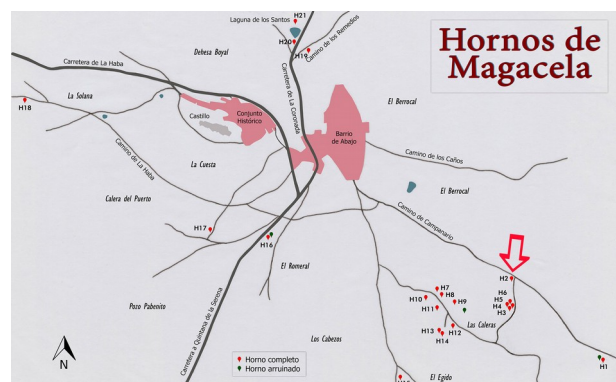 Hornos de
Magacela
H21
Laguna de los Santos
H20
H19
Camino de los Remedios
Dehesa Boyal
Carretera de La Haba
Carretera de La Coronada
La Solana
H18
Castillo
Conjunto
Histórico
Barrio
de Abajo
El Berrocal
Camino de La Haba
La Cuesta
Camino de los Caños
Calera del Puerto
El Berrocal
Camino de Campanario
H17
H16
El Romeral
H2
H7
H8
H6
H10
H9
H5
H4
H11
H3
Pozo Pabenito
Las Caleras
H12
H13
H14
Los Cabezos
Carretera a Quintana de la Serena
N
Horno completo
Horno arruinado
H1
El Egido